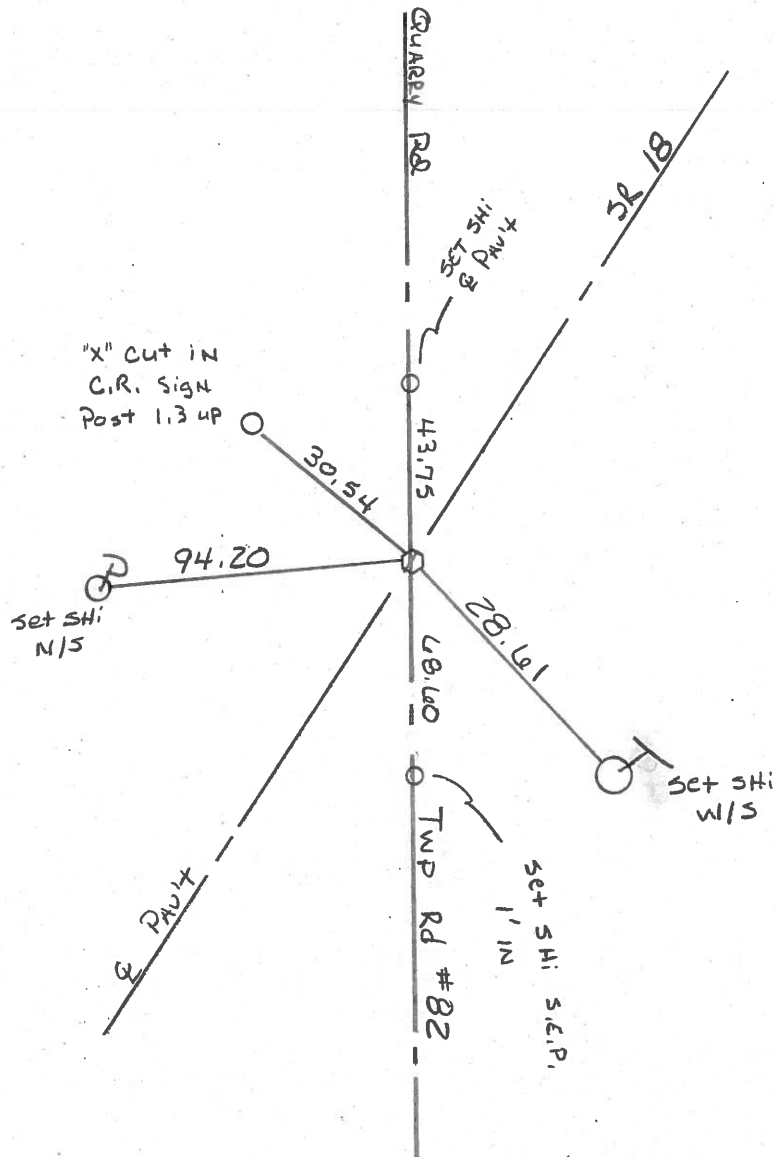 QUARRY Rd
SR 18
SET SHi
℄ PAV't
"X" Cut iN
C.R. SigN
Post 1.3 up
43.75
30.54
94.20
set SHi
N/S
28.61
68.60
set SHi
W/S
Twp Rd #82
set SHi S.E.P.
1' IN
℄ PAV't